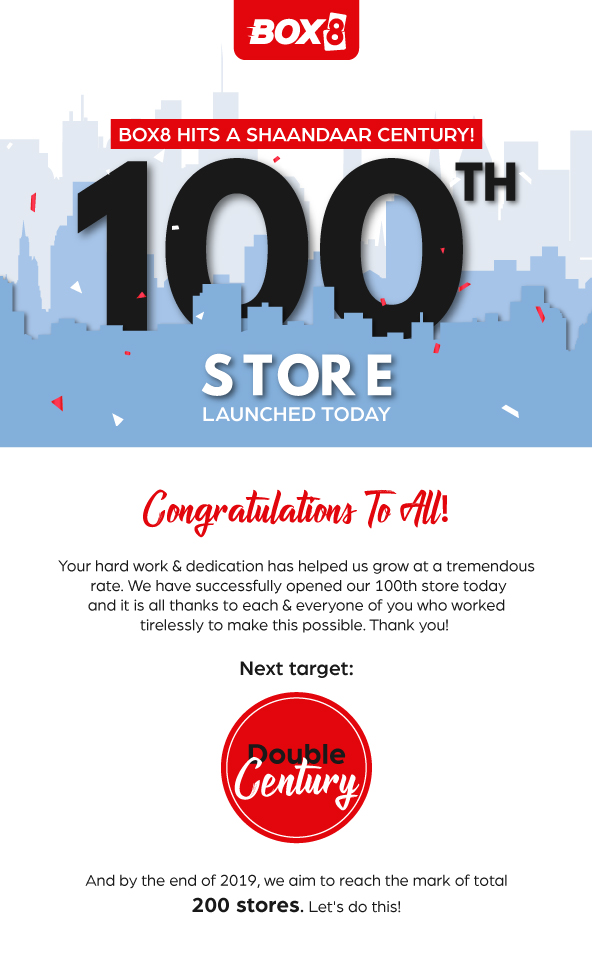 BOX8
BOX8 HITS A SHAANDAAR CENTURY!
100TH
STORE
LAUNCHED TODAY
Congratulations To All!
Your hard work & dedication has helped us grow at a tremendous
rate. We have successfully opened our 100th store today
and it is all thanks to each & everyone of you who worked
tirelessly to make this possible. Thank you!
Next target:
Double
Century
And by the end of 2019, we aim to reach the mark of total
200 stores. Let's do this!